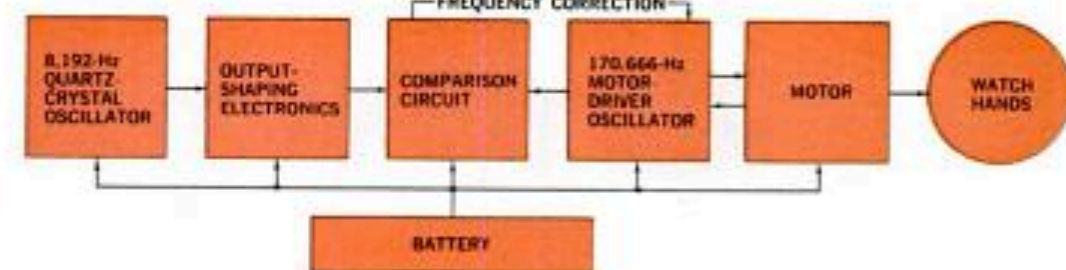 FREQUENCY CORRECTION
8,192-Hz
QUARTZ
CRYSTAL
OSCILLATOR
OUTPUT-
SHAPING
ELECTRONICS
COMPARISON
CIRCUIT
170.666-Hz
MOTOR-
DRIVER
OSCILLATOR
MOTOR
WATCH
HANDS
BATTERY